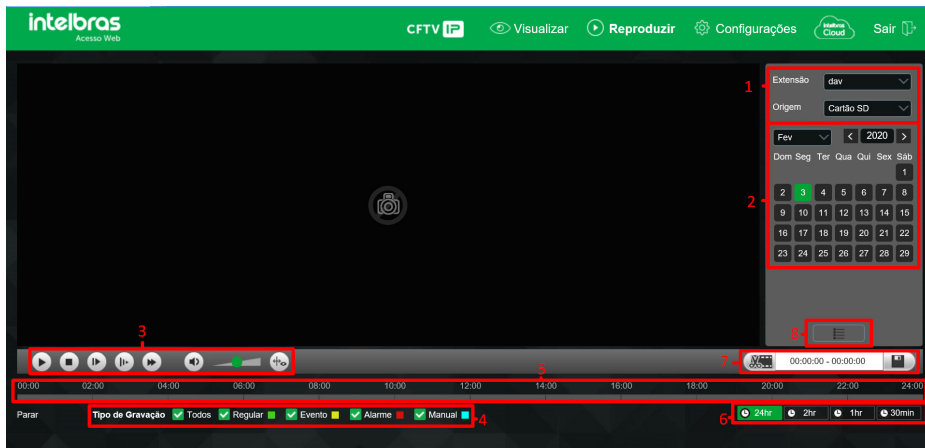 intelbras
Acesso Web
CFTV IP Visualizar Reproduzir Configurações intelbras Cloud Sair
1
Extensão dav
Origem Cartão SD
2
Fev 2020
Dom Seg Ter Qua Qui Sex Sáb
1
2 3 4 5 6 7 8
9 10 11 12 13 14 15
16 17 18 19 20 21 22
23 24 25 26 27 28 29
3
8
7 00:00:00 - 00:00:00
5
00:00 02:00 04:00 06:00 08:00 10:00 12:00 14:00 16:00 18:00 20:00 22:00 24:00
Parar Tipo de Gravação Todos Regular Evento Alarme Manual 4
6 24hr 2hr 1hr 30min